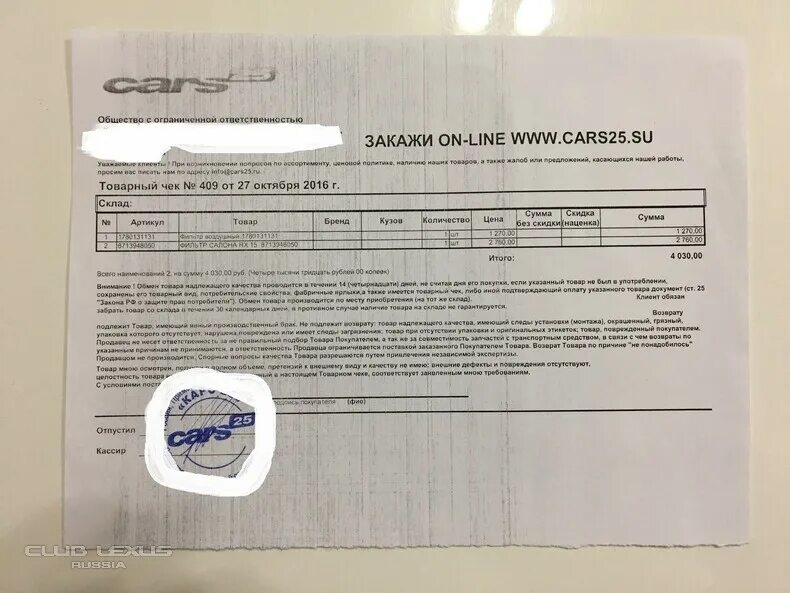 cars 25
Общество с ограниченной ответственностью
ЗАКАЖИ ON-LINE WWW.CARS25.SU
Уважаемые клиенты ! При возникновении вопросов по ассортименту, ценовой политике, наличию наших товаров, а также жалоб или предложений, касающихся нашей работы,
просим вас писать нам по адресу info@cars25.ru.
Товарный чек № 409 от 27 октября 2016 г.
Склад:
№ Артикул Товар Бренд Кузов Количество Цена Сумма без скидки Скидка (наценка) Сумма
1 1780131131 Фильтр воздушный 1780131131 1 шт 1 270,00 1 270,00
2 8713948050 ФИЛЬТР САЛОНА RX 15 8713948050 1 шт 2 760,00 2 760,00
Итого: 4 030,00
Всего наименований 2, на сумму 4 030,00 руб. (Четыре тысячи тридцать рублей 00 копеек)
Внимание ! Обмен товара надлежащего качества проводится в течении 14 (четырнадцати) дней, не считая дня его покупки, если указанный товар не был в употреблении,
сохранены его товарный вид, потребительские свойства, фабричные ярлыки,а также имеется товарный чек, либо иной подтверждающий оплату указанного товара документ (ст. 25
"Закона РФ о защите прав потребителя"). Обмен товара производится по месту приобретения (на тот же склад). Клиент обязан
забрать товар со склада в течении 30 календарных дней, в противном случае наличие товара на складе не гарантируется.
Возврату
подлежит Товар, имеющий явный производственный брак. Не подлежит возврату: товар надлежащего качества, имеющий следы установки (монтажа), окрашенный, грязный,
упаковка которого отсутствует, нарушена,повреждена или имеет следы загрязнения. Товар при отсутствии упаковки и оригинальных этикеток; товар, поврежденный покупателем.
Продавец не несет ответственность за не правильный подбор Товара Покупателем, а так же за совместимость запчастей с транспортным средством, в связи с чем возвраты по
указанным причинам не принимаются, а ответственность Продавца ограничивается поставкой заказанного Покупателем Товара. Возврат Товара по причине "не понадобилось"
Продавцом не производится, Спорные вопросы качества Товара разрешаются путем привлечения независимой экспертизы.
Товар мною осмотрен, полном объеме, претензий к внешнему виду и качеству не имею; внешние дефекты и повреждения отсутствуют,
целостность товара в настоящем Товарном чеке, соответствует заявленным мною требованиям.
С условиями
покупателя (фио)
Отпустил
Кассир
cars 25
CLUB LEXUS
RUSSIA